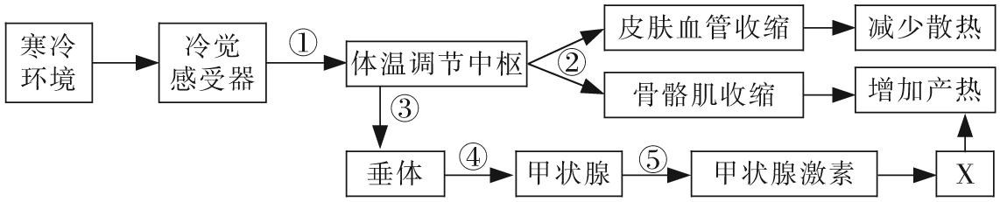 寒冷
环境
冷觉
感受器
①
体温调节中枢
②
皮肤血管收缩
减少散热
骨骼肌收缩
增加产热
③
垂体
④
甲状腺
⑤
甲状腺激素
X